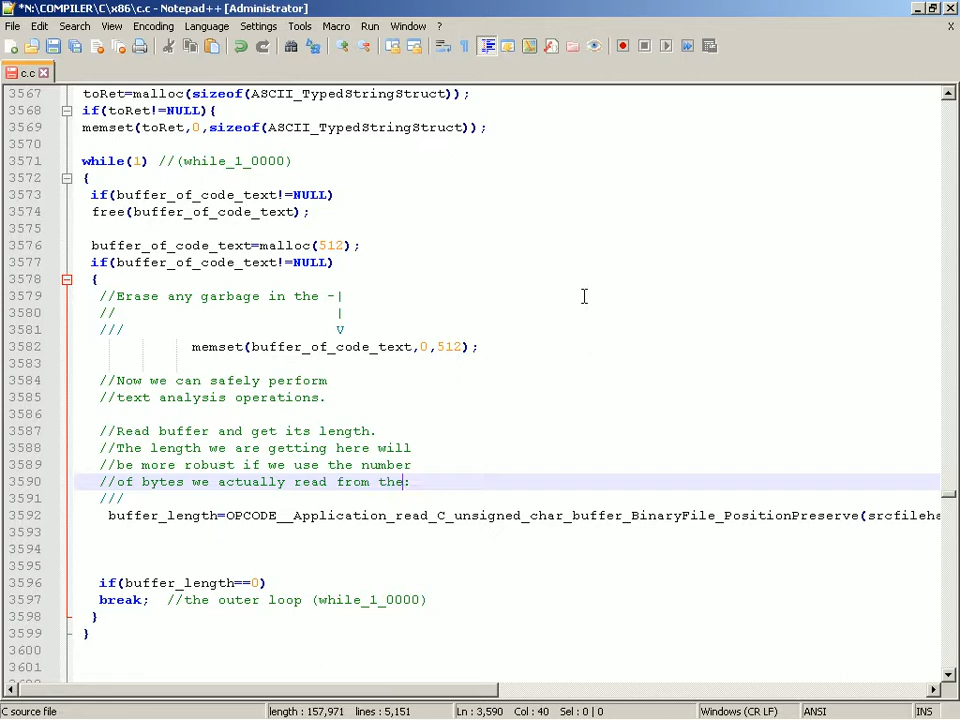 *N:\COMPILER\C\x86\c.c - Notepad++ [Administrator]
File Edit Search View Encoding Language Settings Tools Macro Run Window ? X
c.c
3567 toRet=malloc(sizeof(ASCII_TypedStringStruct));
3568 if(toRet!=NULL){
3569 memset(toRet,0,sizeof(ASCII_TypedStringStruct));
3570
3571 while(1) //(while_1_0000)
3572 {
3573 if(buffer_of_code_text!=NULL)
3574 free(buffer_of_code_text);
3575
3576 buffer_of_code_text=malloc(512);
3577 if(buffer_of_code_text!=NULL)
3578 {
3579 //Erase any garbage in the -|
3580 // |
3581 /// V
3582 memset(buffer_of_code_text,0,512);
3583
3584 //Now we can safely perform
3585 //text analysis operations.
3586
3587 //Read buffer and get its length.
3588 //The length we are getting here will
3589 //be more robust if we use the number
3590 //of bytes we actually read from the:
3591 ///
3592 buffer_length=OPCODE__Application_read_C_unsigned_char_buffer_BinaryFile_PositionPreserve(srcfileha
3593
3594
3595
3596 if(buffer_length==0)
3597 break; //the outer loop (while_1_0000)
3598 }
3599 }
3600
3601
C source file length : 157,971 lines : 5,151 Ln : 3,590 Col : 40 Sel : 0 | 0 Windows (CR LF) ANSI INS